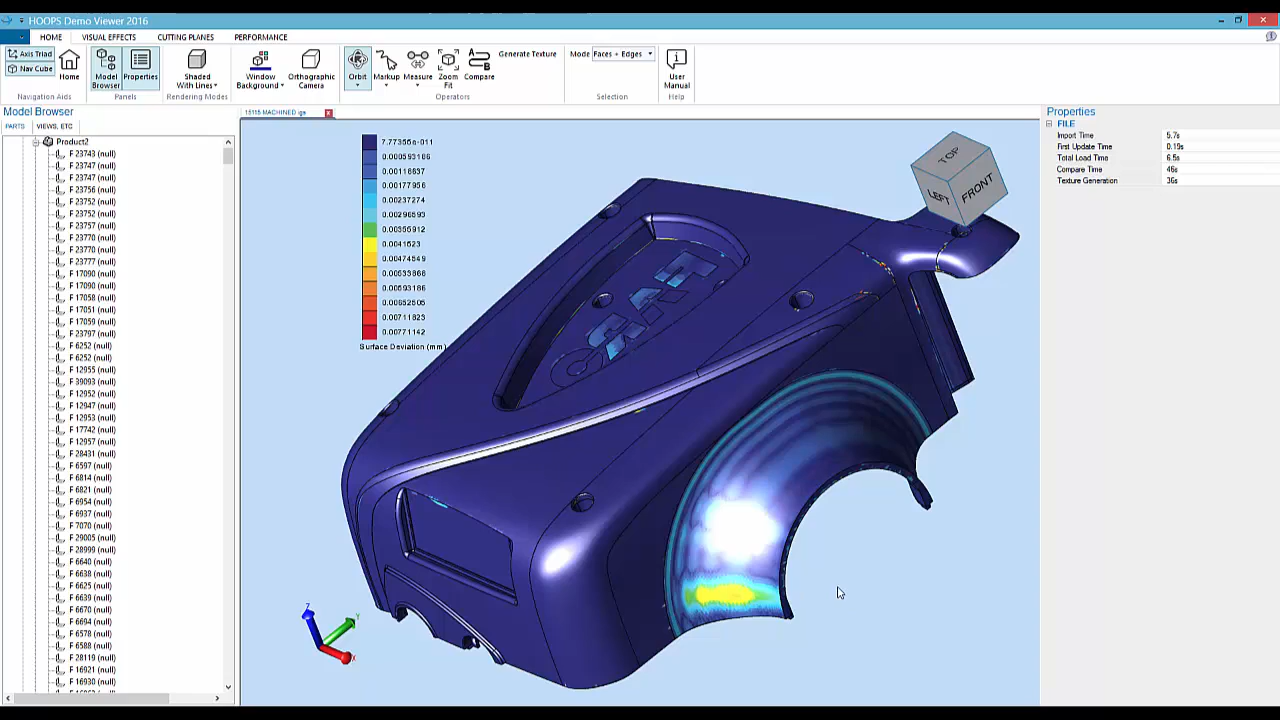 HOOPS Demo Viewer 2016
HOME VISUAL EFFECTS CUTTING PLANES PERFORMANCE
Axis Triad
Nav Cube
Home
Navigation Aids
Model Browser
Properties
Panels
Shaded With Lines
Rendering Modes
Window Background
Orthographic Camera
Orbit
Markup
Measure
Zoom Fit
Compare
Generate Texture
Operators
Mode Faces + Edges
Selection
User Manual
Help
Model Browser
PARTS VIEWS, ETC
Product2
F 23743 (null)
F 23747 (null)
F 23747 (null)
F 23756 (null)
F 23752 (null)
F 23752 (null)
F 23757 (null)
F 23770 (null)
F 23770 (null)
F 23777 (null)
F 17090 (null)
F 17090 (null)
F 17058 (null)
F 17051 (null)
F 17059 (null)
F 23797 (null)
F 6252 (null)
F 6252 (null)
F 12955 (null)
F 39093 (null)
F 12952 (null)
F 12947 (null)
F 12953 (null)
F 17742 (null)
F 12957 (null)
F 28431 (null)
F 6597 (null)
F 6814 (null)
F 6821 (null)
F 6954 (null)
F 6937 (null)
F 7070 (null)
F 29005 (null)
F 28999 (null)
F 6640 (null)
F 6638 (null)
F 6625 (null)
F 6639 (null)
F 6670 (null)
F 6694 (null)
F 6578 (null)
F 6588 (null)
F 28119 (null)
F 16921 (null)
F 16930 (null)
15115 MACHINED igs
7.77356e-011
0.000593186
0.00118637
0.00177956
0.00237274
0.00296593
0.00355912
0.0041523
0.00474549
0.00533868
0.00593186
0.00652505
0.00711823
0.00771142
Surface Deviation (mm)
TOP
LEFT
FRONT
Z
Y
X
Properties
FILE
Import Time 5.7s
First Update Time 0.19s
Total Load Time 6.5s
Compare Time 46s
Texture Generation 36s